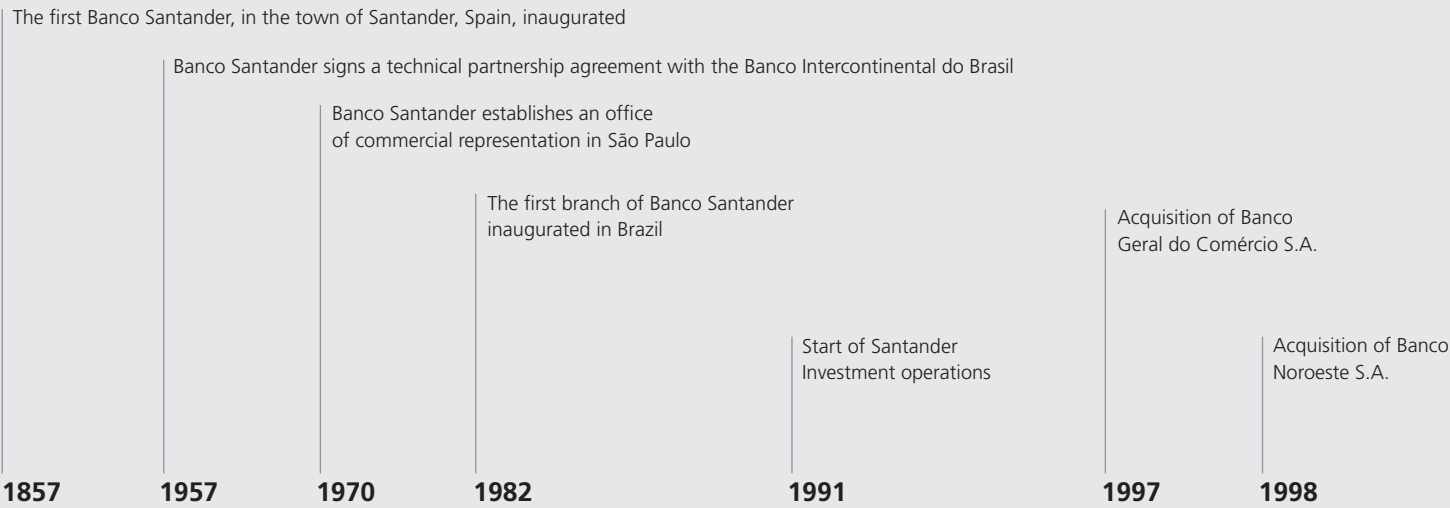 The first Banco Santander, in the town of Santander, Spain, inaugurated
Banco Santander signs a technical partnership agreement with the Banco Intercontinental do Brasil
Banco Santander establishes an office
of commercial representation in São Paulo
The first branch of Banco Santander
inaugurated in Brazil
Acquisition of Banco
Geral do Comércio S.A.
Start of Santander
Investment operations
Acquisition of Banco
Noroeste S.A.
1857 1957 1970 1982 1991 1997 1998